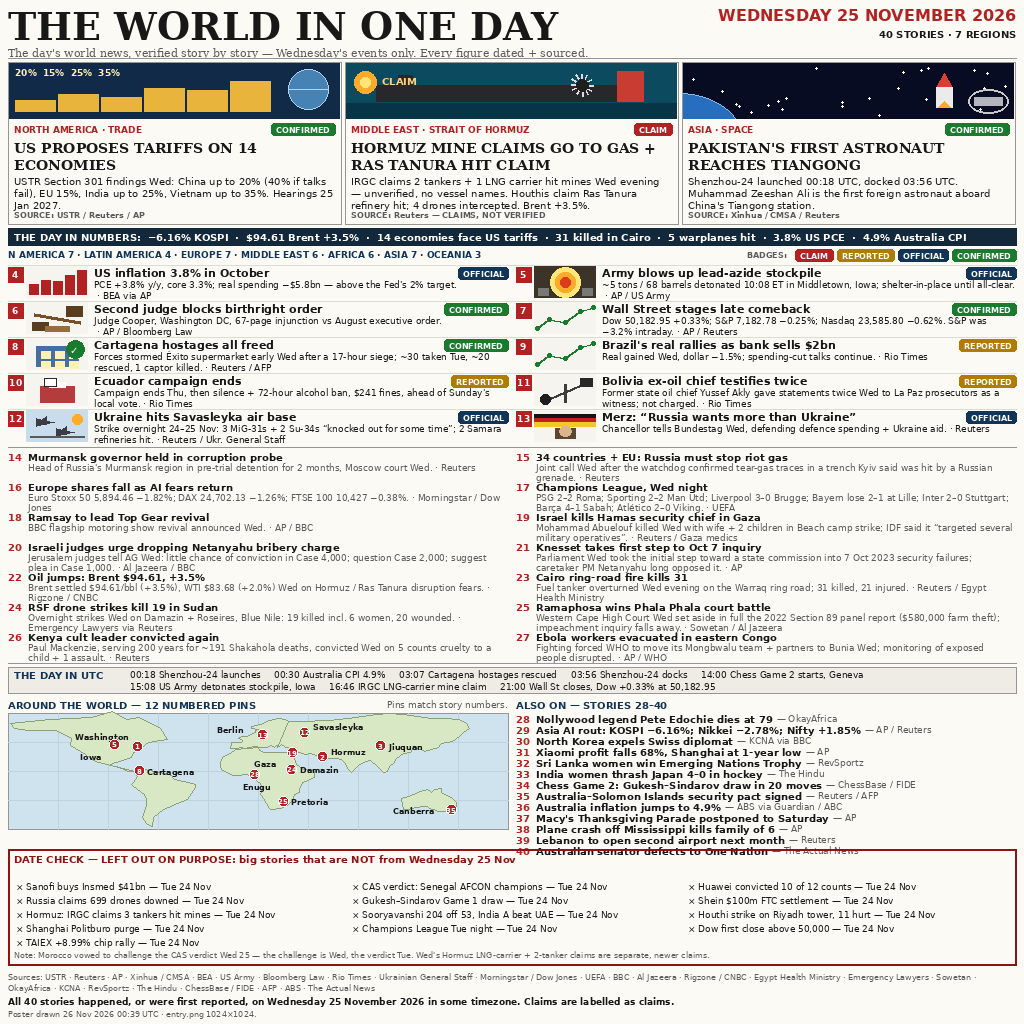 THE WORLD IN ONE DAY
WEDNESDAY 25 NOVEMBER 2026
40 STORIES · 7 REGIONS
The day's world news, verified story by story — Wednesday's events only. Every figure dated + sourced.
20% 15% 25% 35%
NORTH AMERICA · TRADE
CONFIRMED
US PROPOSES TARIFFS ON 14
ECONOMIES
USTR Section 301 findings Wed: China up to 20% (40% if talks
fail), EU 15%, India up to 25%, Vietnam up to 35%. Hearings 25
Jan 2027.
SOURCE: USTR / Reuters / AP
CLAIM
MIDDLE EAST · STRAIT OF HORMUZ
CLAIM
HORMUZ MINE CLAIMS GO TO GAS +
RAS TANURA HIT CLAIM
IRGC claims 2 tankers + 1 LNG carrier hit mines Wed evening
— unverified, no vessel names. Houthis claim Ras Tanura
refinery hit; 4 drones intercepted. Brent +3.5%.
SOURCE: Reuters — CLAIMS, NOT VERIFIED
ASIA · SPACE
CONFIRMED
PAKISTAN'S FIRST ASTRONAUT
REACHES TIANGONG
Shenzhou-24 launched 00:18 UTC, docked 03:56 UTC.
Muhammad Zeeshan Ali is the first foreign astronaut aboard
China's Tiangong station.
SOURCE: Xinhua / CMSA / Reuters
THE DAY IN NUMBERS: −6.16% KOSPI · $94.61 Brent +3.5% · 14 economies face US tariffs · 31 killed in Cairo · 5 warplanes hit · 3.8% US PCE · 4.9% Australia CPI
N AMERICA 7 · LATIN AMERICA 4 · EUROPE 7 · MIDDLE EAST 6 · AFRICA 6 · ASIA 7 · OCEANIA 3
BADGES: CLAIM REPORTED OFFICIAL CONFIRMED
4 US inflation 3.8% in October OFFICIAL
PCE +3.8% y/y, core 3.3%; real spending −$5.8bn — above the Fed's 2% target.
· BEA via AP
5 Army blows up lead-azide stockpile OFFICIAL
~5 tons / 68 barrels detonated 10:08 ET in Middletown, Iowa; shelter-in-place until all-clear.
· AP / US Army
6 Second judge blocks birthright order CONFIRMED
Judge Cooper, Washington DC, 67-page injunction vs August executive order.
· AP / Bloomberg Law
7 Wall Street stages late comeback CONFIRMED
Dow 50,182.95 +0.33%; S&P 7,182.78 −0.25%; Nasdaq 23,585.80 −0.62%. S&P was
−3.2% intraday. · AP / Reuters
8 Cartagena hostages all freed CONFIRMED
Forces stormed Éxito supermarket early Wed after a 17-hour siege; ~30 taken Tue, ~20
rescued, 1 captor killed. · Reuters / AFP
9 Brazil's real rallies as bank sells $2bn REPORTED
Real gained Wed, dollar −1.5%; spending-cut talks continue. · Rio Times
10 Ecuador campaign ends REPORTED
Campaign ends Thu, then silence + 72-hour alcohol ban, $241 fines, ahead of Sunday's
local vote. · Rio Times
11 Bolivia ex-oil chief testifies twice REPORTED
Former state oil chief Yussef Akly gave statements twice Wed to La Paz prosecutors as a
witness; not charged. · Rio Times
12 Ukraine hits Savasleyka air base OFFICIAL
Strike overnight 24–25 Nov: 3 MiG-31s + 2 Su-34s “knocked out for some time”; 2 Samara
refineries hit. · Reuters / Ukr. General Staff
13 Merz: “Russia wants more than Ukraine” OFFICIAL
Chancellor tells Bundestag Wed, defending defence spending + Ukraine aid. · Reuters
14 Murmansk governor held in corruption probe
Head of Russia's Murmansk region in pre-trial detention for 2 months, Moscow court Wed. · Reuters
15 34 countries + EU: Russia must stop riot gas
Joint call Wed after the watchdog confirmed tear-gas traces in a trench Kyiv said was hit by a Russian
grenade. · Reuters
16 Europe shares fall as AI fears return
Euro Stoxx 50 5,894.46 −1.82%; DAX 24,702.13 −1.26%; FTSE 100 10,427 −0.38%. · Morningstar / Dow
Jones
17 Champions League, Wed night
PSG 2–2 Roma; Sporting 2–2 Man Utd; Liverpool 3–0 Brugge; Bayern lose 2–1 at Lille; Inter 2–0 Stuttgart;
Barça 4–1 Sabah; Atlético 2–0 Viking. · UEFA
18 Ramsay to lead Top Gear revival
BBC flagship motoring show revival announced Wed. · AP / BBC
19 Israel kills Hamas security chief in Gaza
Mohammad Abuelouf killed Wed with wife + 2 children in Beach camp strike; IDF said it “targeted several
military operatives”. · Reuters / Gaza medics
20 Israeli judges urge dropping Netanyahu bribery charge
Jerusalem judges tell AG Wed: little chance of conviction in Case 4,000; question Case 2,000; suggest
plea in Case 1,000. · Al Jazeera / BBC
21 Knesset takes first step to Oct 7 inquiry
Parliament Wed took the initial step toward a state commission into 7 Oct 2023 security failures;
caretaker PM Netanyahu long opposed it. · AP
22 Oil jumps: Brent $94.61, +3.5%
Brent settled $94.61/bbl (+3.5%), WTI $83.68 (+2.0%) Wed on Hormuz / Ras Tanura disruption fears. ·
Rigzone / CNBC
23 Cairo ring-road fire kills 31
Fuel tanker overturned Wed evening on the Warraq ring road; 31 killed, 21 injured. · Reuters / Egypt
Health Ministry
24 RSF drone strikes kill 19 in Sudan
Overnight strikes Wed on Damazin + Roseires, Blue Nile: 19 killed incl. 6 women, 20 wounded. ·
Emergency Lawyers via Reuters
25 Ramaphosa wins Phala Phala court battle
Western Cape High Court Wed set aside in full the 2022 Section 89 panel report ($580,000 farm theft);
impeachment inquiry falls away. · Sowetan / Al Jazeera
26 Kenya cult leader convicted again
Paul Mackenzie, serving 200 years for ~191 Shakahola deaths, convicted Wed on 5 counts cruelty to a
child + 1 assault. · Reuters
27 Ebola workers evacuated in eastern Congo
Fighting forced WHO to move its Mongbwalu team + partners to Bunia Wed; monitoring of exposed
people disrupted. · AP / WHO
THE DAY IN UTC
00:18 Shenzhou-24 launches 00:30 Australia CPI 4.9% 03:07 Cartagena hostages rescued 03:56 Shenzhou-24 docks 14:00 Chess Game 2 starts, Geneva
15:08 US Army detonates stockpile, Iowa 16:46 IRGC LNG-carrier mine claim 21:00 Wall St closes, Dow +0.33% at 50,182.95
AROUND THE WORLD — 12 NUMBERED PINS
Pins match story numbers.
Washington
5 1
Iowa
Berlin
13
12
Savasleyka
Hormuz
2
3 Jiuquan
Gaza
19
8 Cartagena
24 Damazin
Enugu
28
25 Pretoria
Canberra
35
ALSO ON — STORIES 28–40
28 Nollywood legend Pete Edochie dies at 79 — OkayAfrica
29 Asia AI rout: KOSPI −6.16%; Nikkei −2.78%; Nifty +1.85% — AP / Reuters
30 North Korea expels Swiss diplomat — KCNA via BBC
31 Xiaomi profit falls 68%, Shanghai at 1-year low — AP
32 Sri Lanka women win Emerging Nations Trophy — RevSportz
33 India women thrash Japan 4–0 in hockey — The Hindu
34 Chess Game 2: Gukesh–Sindarov draw in 20 moves — ChessBase / FIDE
35 Australia–Solomon Islands security pact signed — Reuters / AFP
36 Australia inflation jumps to 4.9% — ABS via Guardian / ABC
37 Macy's Thanksgiving Parade postponed to Saturday — AP
38 Plane crash off Mississippi kills family of 6 — AP
39 Lebanon to open second airport next month — Reuters
40 Australian senator defects to One Nation — The Actual News
DATE CHECK — LEFT OUT ON PURPOSE: big stories that are NOT from Wednesday 25 Nov
× Sanofi buys Insmed $41bn — Tue 24 Nov
× CAS verdict: Senegal AFCON champions — Tue 24 Nov
× Huawei convicted 10 of 12 counts — Tue 24 Nov
× Russia claims 699 drones downed — Tue 24 Nov
× Gukesh–Sindarov Game 1 draw — Tue 24 Nov
× Shein $100m FTC settlement — Tue 24 Nov
× Hormuz: IRGC claims 3 tankers hit mines — Tue 24 Nov
× Sooryavanshi 204 off 53, India A beat UAE — Tue 24 Nov
× Houthi strike on Riyadh tower, 11 hurt — Tue 24 Nov
× Shanghai Politburo purge — Tue 24 Nov
× Champions League Tue night — Tue 24 Nov
× Dow first close above 50,000 — Tue 24 Nov
× TAIEX +8.99% chip rally — Tue 24 Nov
Note: Morocco vowed to challenge the CAS verdict Wed 25 — the challenge is Wed, the verdict Tue. Wed's Hormuz LNG-carrier + 2-tanker claims are separate, newer claims.
Sources: USTR · Reuters · AP · Xinhua / CMSA · BEA · US Army · Bloomberg Law · Rio Times · Ukrainian General Staff · Morningstar / Dow Jones · UEFA · BBC · Al Jazeera · Rigzone / CNBC · Egypt Health Ministry · Emergency Lawyers · Sowetan ·
OkayAfrica · KCNA · RevSportz · The Hindu · ChessBase / FIDE · AFP · ABS · The Actual News
All 40 stories happened, or were first reported, on Wednesday 25 November 2026 in some timezone. Claims are labelled as claims.
Poster drawn 26 Nov 2026 00:39 UTC · entry.png 1024×1024.